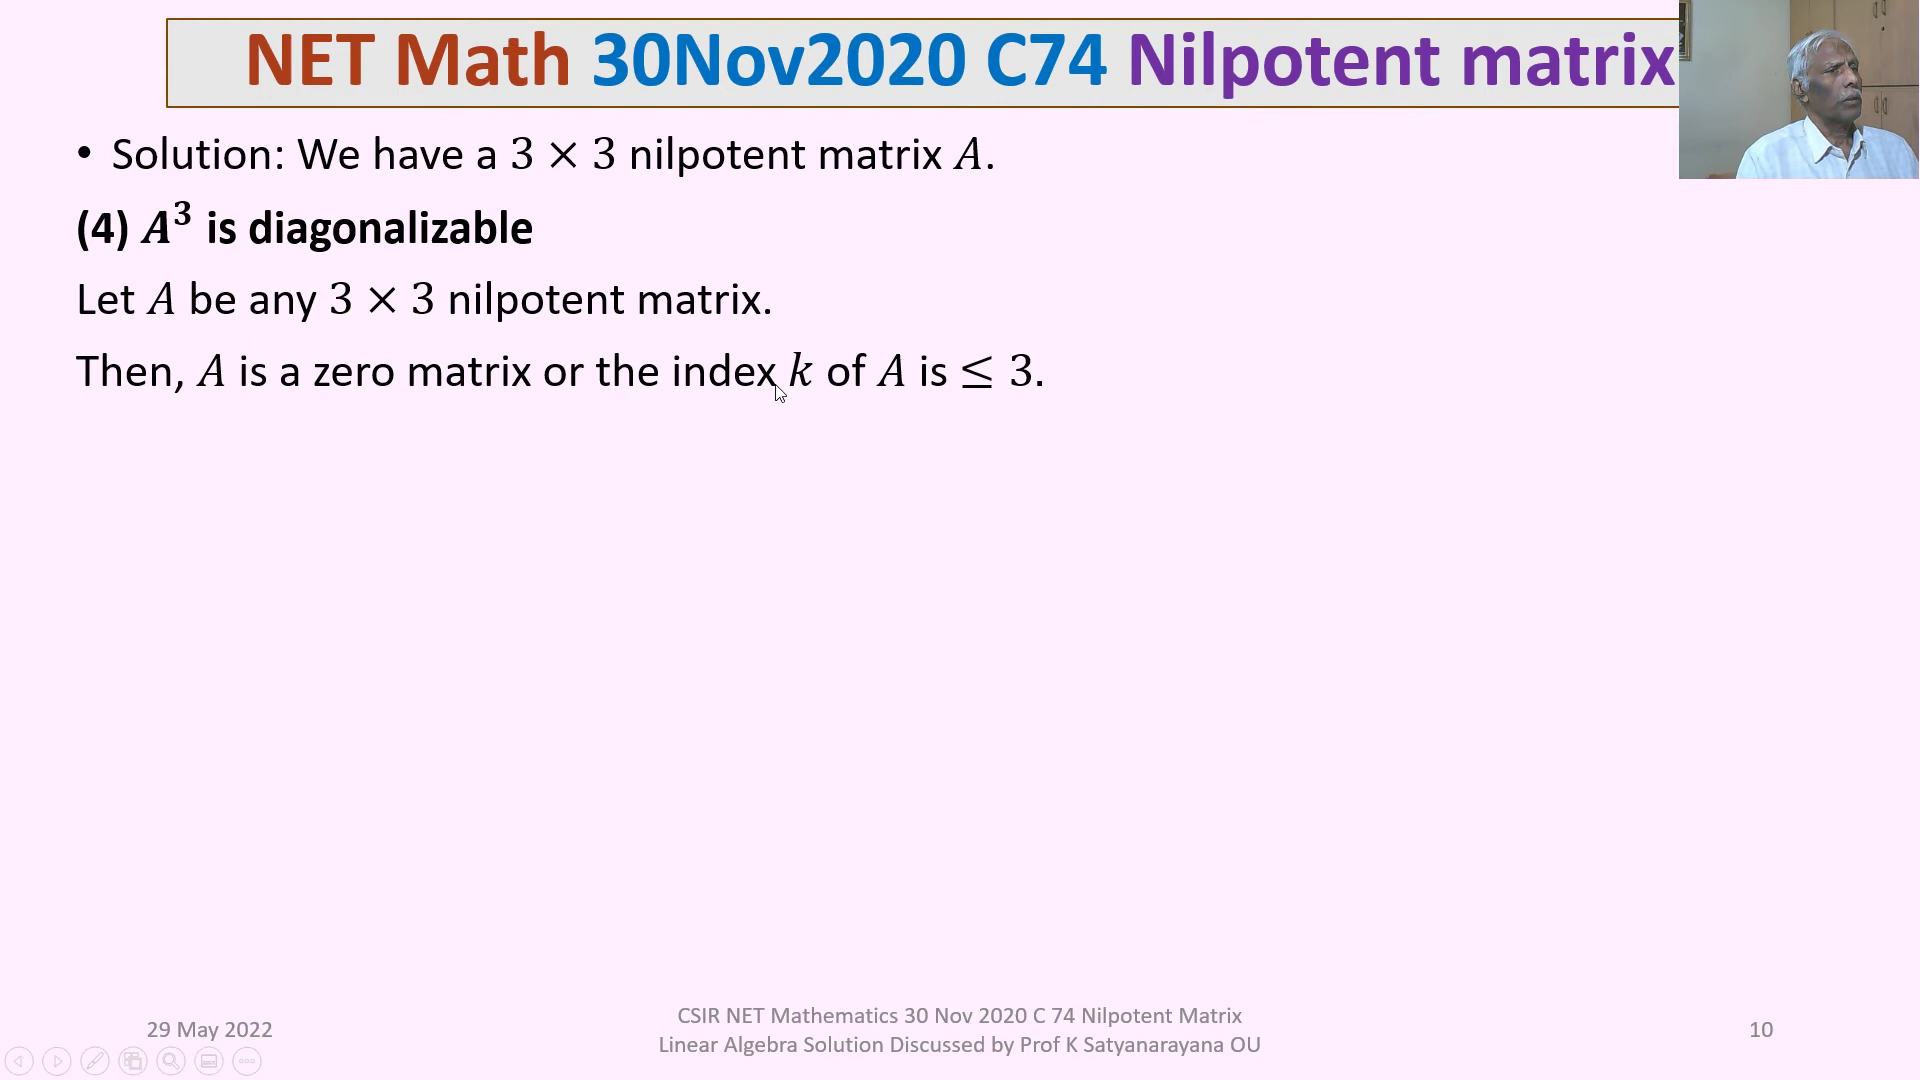 NET Math 30Nov2020 C74 Nilpotent matrix
• Solution: We have a 3 × 3 nilpotent matrix A.
(4) A³ is diagonalizable
Let A be any 3 × 3 nilpotent matrix.
Then, A is a zero matrix or the index k of A is ≤ 3.
29 May 2022
CSIR NET Mathematics 30 Nov 2020 C 74 Nilpotent Matrix
Linear Algebra Solution Discussed by Prof K Satyanarayana OU
10